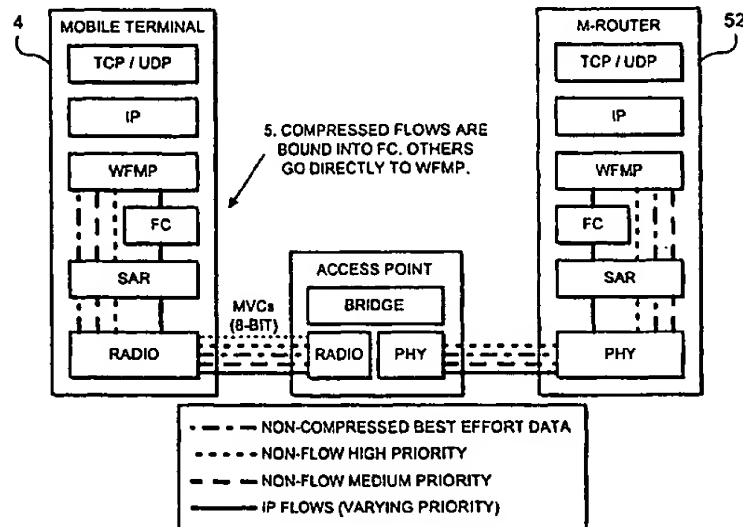 4
MOBILE TERMINAL
TCP / UDP
IP
WFMP
FC
SAR
RADIO
5. COMPRESSED FLOWS ARE
BOUND INTO FC. OTHERS
GO DIRECTLY TO WFMP.
MVCs
(8-BIT)
ACCESS POINT
BRIDGE
RADIO
PHY
M-ROUTER
52
TCP / UDP
IP
WFMP
FC
SAR
PHY
NON-COMPRESSED BEST EFFORT DATA
NON-FLOW HIGH PRIORITY
NON-FLOW MEDIUM PRIORITY
IP FLOWS (VARYING PRIORITY)